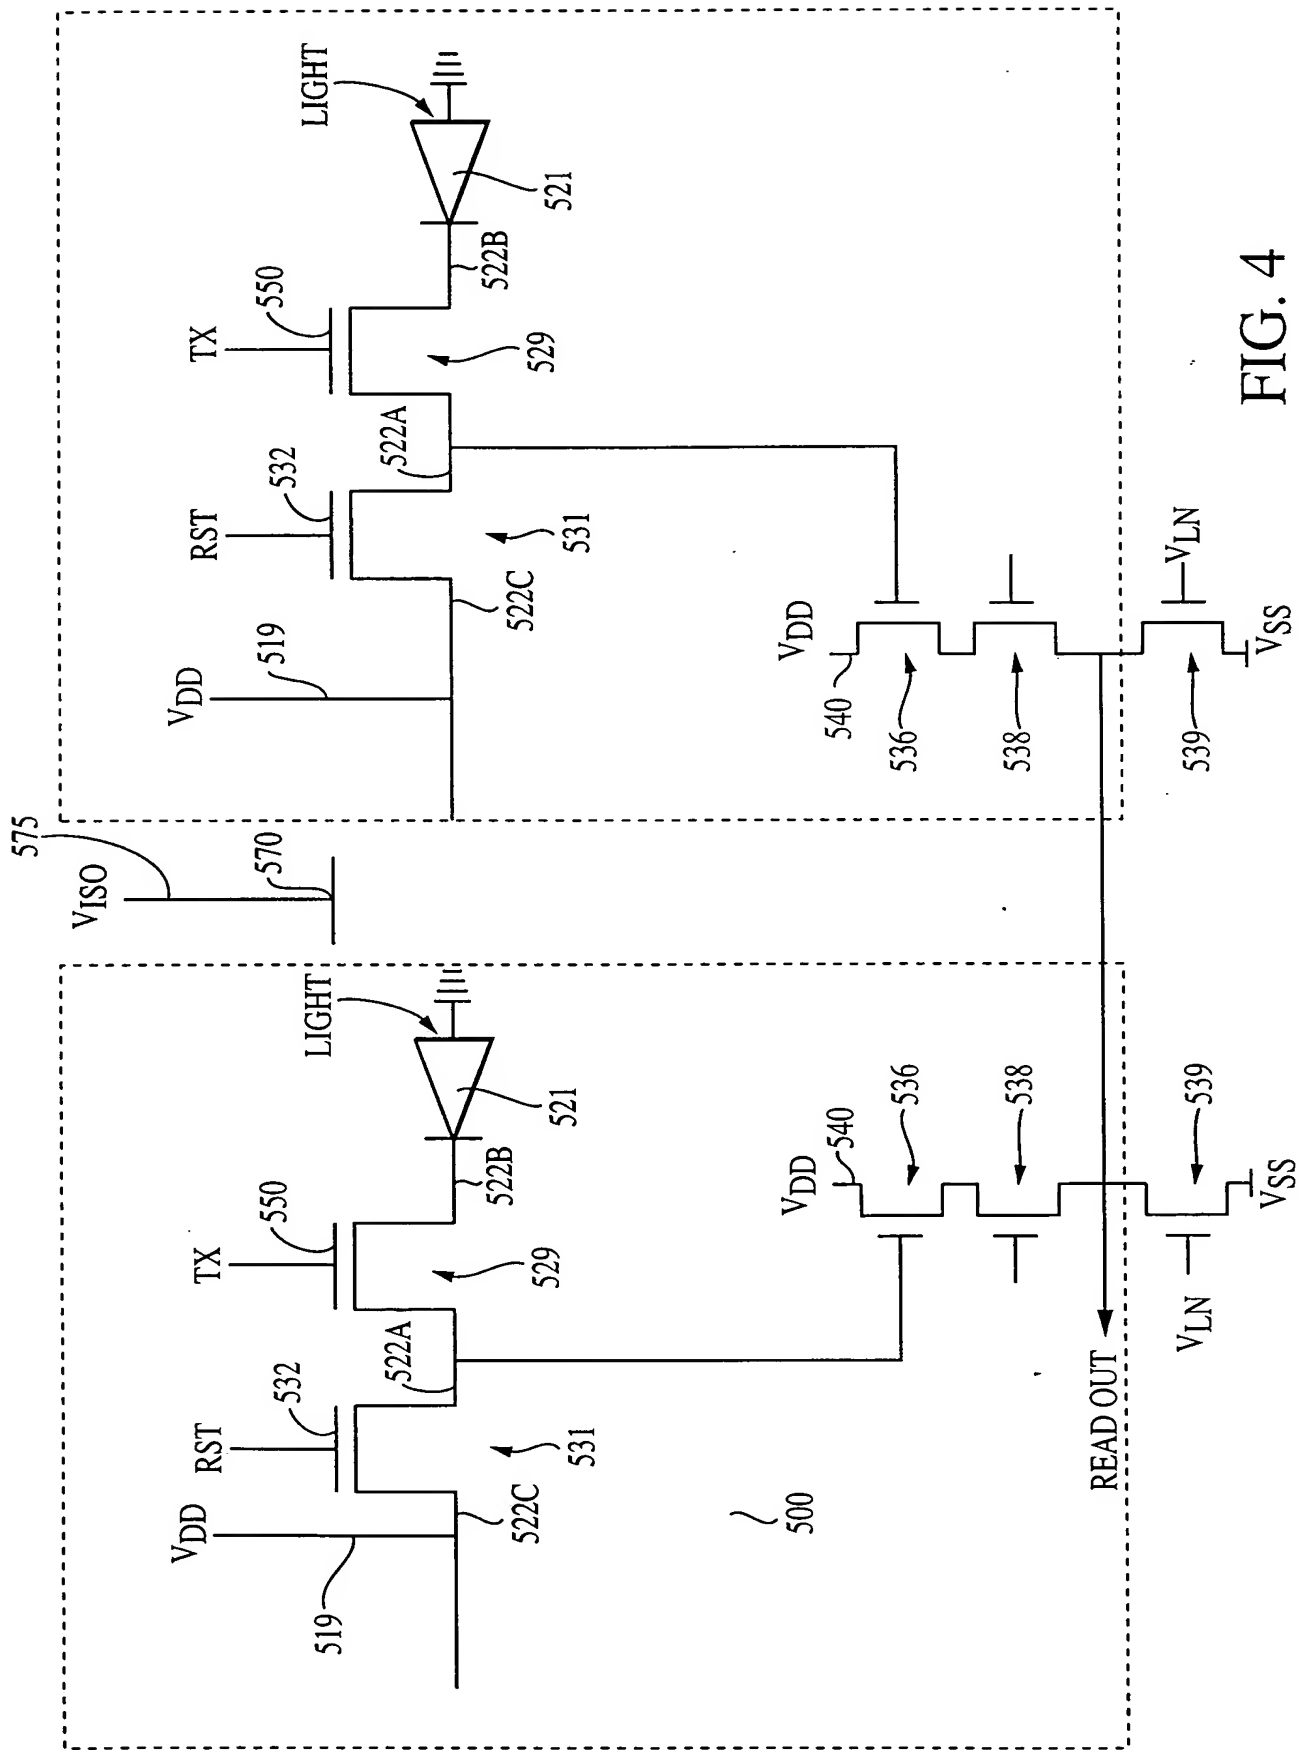 575
VISO
VDD
RST
TX
VDD
RST
TX
532
550
570
519
532
550
LIGHT
LIGHT
519
522A
522A
522C
522B
522C
522B
529
521
529
521
531
531
500
VDD
540
VDD
540
536
536
538
538
READ OUT
VLN
539
539
VLN
VSS
VSS
FIG. 4